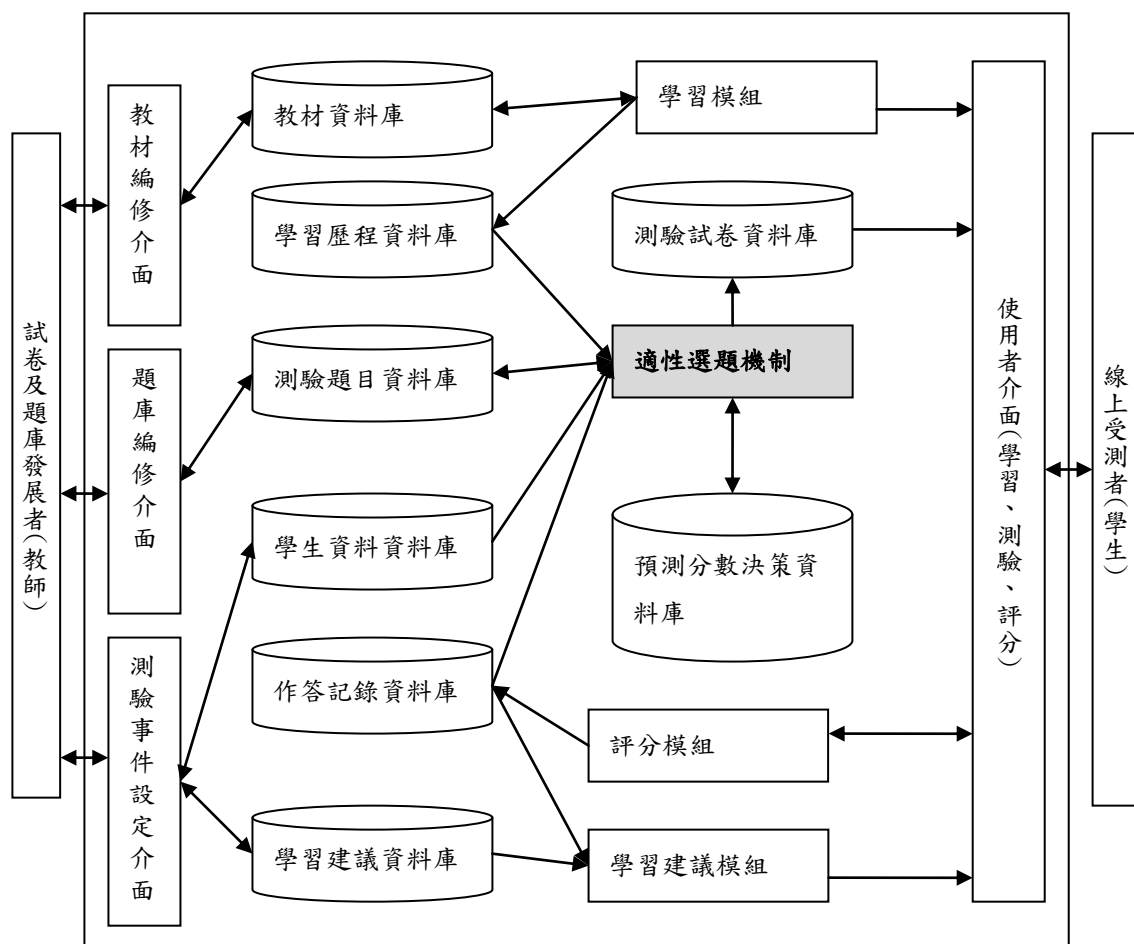 試卷及題庫發展者(教師)
教材編修介面
題庫編修介面
測驗事件設定介面
教材資料庫
學習歷程資料庫
測驗題目資料庫
學生資料資料庫
作答記錄資料庫
學習建議資料庫
學習模組
測驗試卷資料庫
適性選題機制
預測分數決策資
料庫
評分模組
學習建議模組
使用者介面(學習、測驗、評分)
線上受測者(學生)